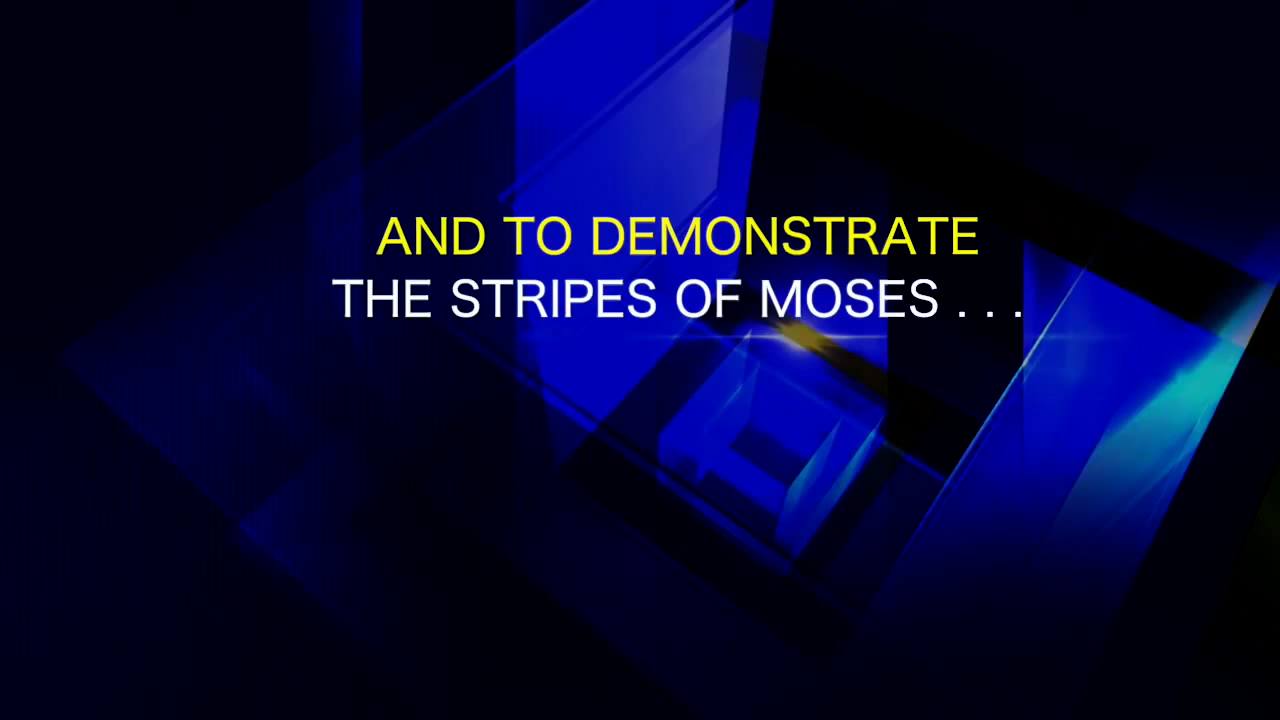 AND TO DEMONSTRATE
THE STRIPES OF MOSES . . .